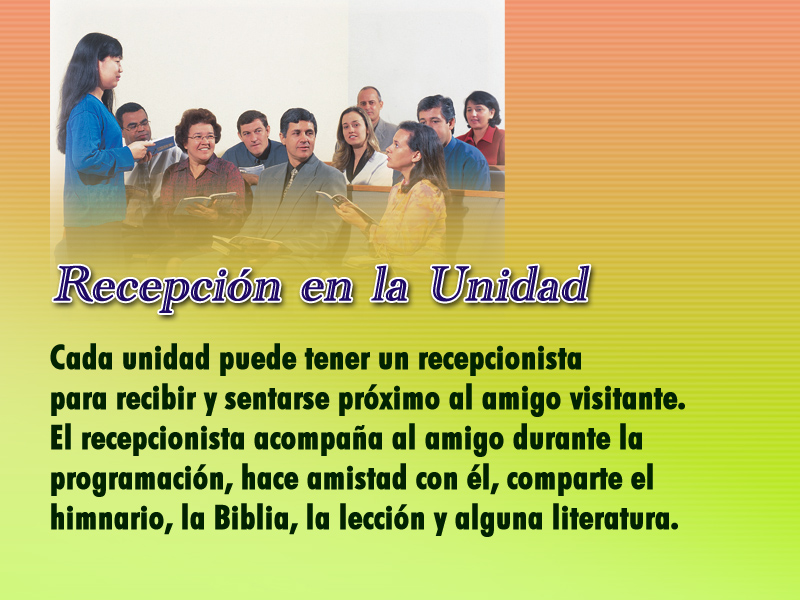 Recepción en la Unidad
Cada unidad puede tener un recepcionista
para recibir y sentarse próximo al amigo visitante.
El recepcionista acompaña al amigo durante la
programación, hace amistad con él, comparte el
himnario, la Biblia, la lección y alguna literatura.